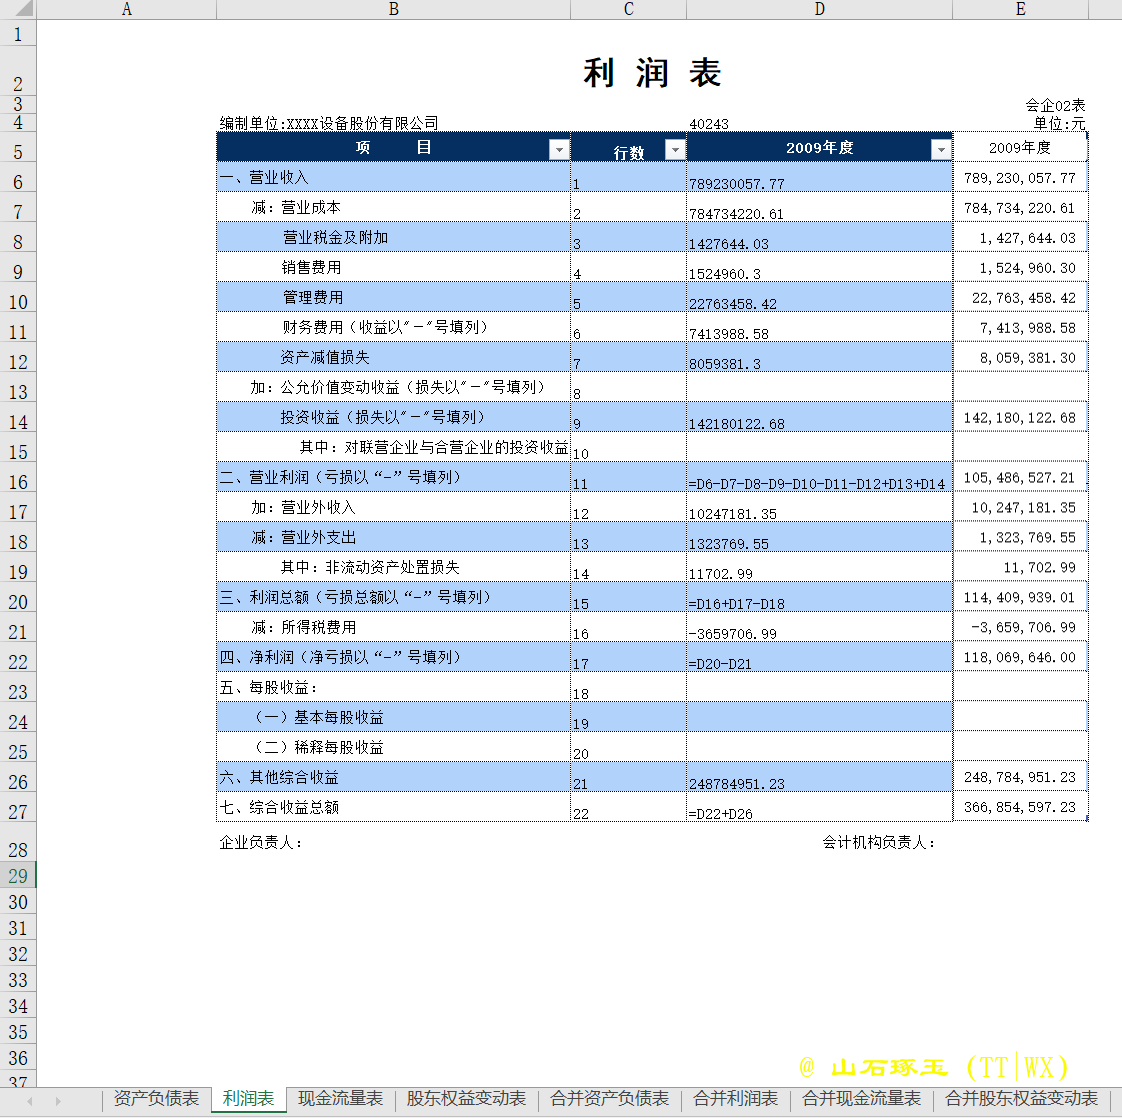 A B C D E
1
2 利 润 表
3 会企02表
4 编制单位:XXXX设备股份有限公司 40243 单位:元
5 项 目 行数 2009年度 2009年度
6 一、营业收入 1 789230057.77 789,230,057.77
7 减：营业成本 2 784734220.61 784,734,220.61
8 营业税金及附加 3 1427644.03 1,427,644.03
9 销售费用 4 1524960.3 1,524,960.30
10 管理费用 5 22763458.42 22,763,458.42
11 财务费用（收益以"－"号填列） 6 7413988.58 7,413,988.58
12 资产减值损失 7 8059381.3 8,059,381.30
13 加：公允价值变动收益（损失以"－"号填列） 8
14 投资收益（损失以"－"号填列） 9 142180122.68 142,180,122.68
15 其中：对联营企业与合营企业的投资收益 10
16 二、营业利润（亏损以“-”号填列） 11 =D6-D7-D8-D9-D10-D11-D12+D13+D14 105,486,527.21
17 加：营业外收入 12 10247181.35 10,247,181.35
18 减：营业外支出 13 1323769.55 1,323,769.55
19 其中：非流动资产处置损失 14 11702.99 11,702.99
20 三、利润总额（亏损总额以“-”号填列） 15 =D16+D17-D18 114,409,939.01
21 减：所得税费用 16 -3659706.99 -3,659,706.99
22 四、净利润（净亏损以“-”号填列） 17 =D20-D21 118,069,646.00
23 五、每股收益： 18
24 （一）基本每股收益 19
25 （二）稀释每股收益 20
26 六、其他综合收益 21 248784951.23 248,784,951.23
27 七、综合收益总额 22 =D22+D26 366,854,597.23
28 企业负责人： 会计机构负责人：
29
30
31
32
33
34
35
36
37
@ 山石琢玉 (TT|WX)
资产负债表 利润表 现金流量表 股东权益变动表 合并资产负债表 合并利润表 合并现金流量表 合并股东权益变动表